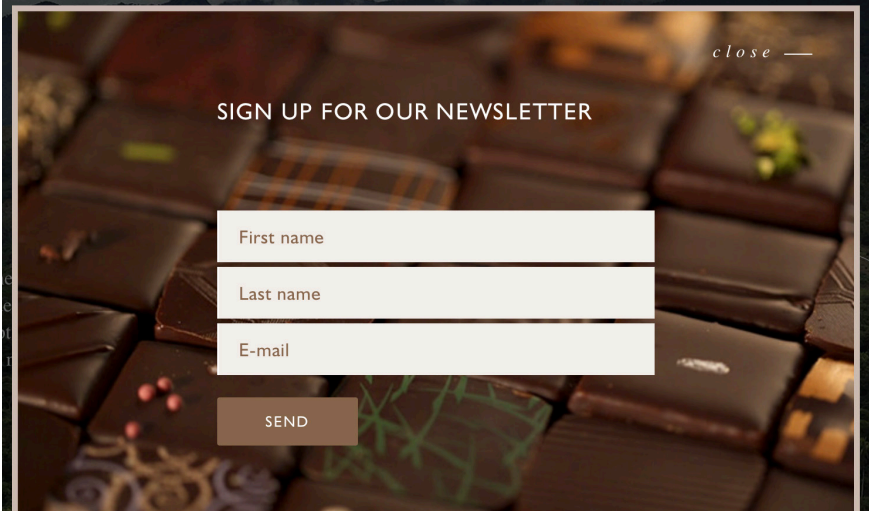 close
SIGN UP FOR OUR NEWSLETTER
First name
Last name
E-mail
SEND